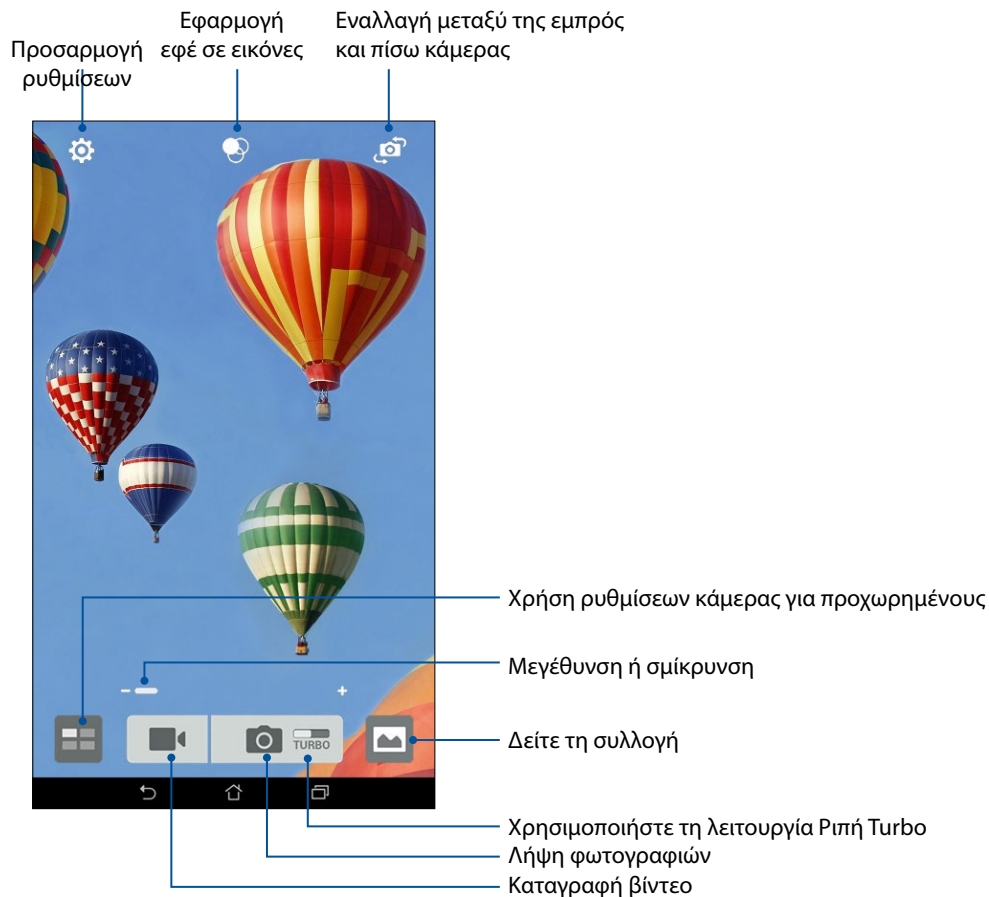 Προσαρμογή
ρυθμίσεων
Εφαρμογή
εφέ σε εικόνες
Εναλλαγή μεταξύ της εμπρός
και πίσω κάμερας
Χρήση ρυθμίσεων κάμερας για προχωρημένους
Μεγέθυνση ή σμίκρυνση
TURBO
Δείτε τη συλλογή
Χρησιμοποιήστε τη λειτουργία Ριπή Turbo
Λήψη φωτογραφιών
Καταγραφή βίντεο